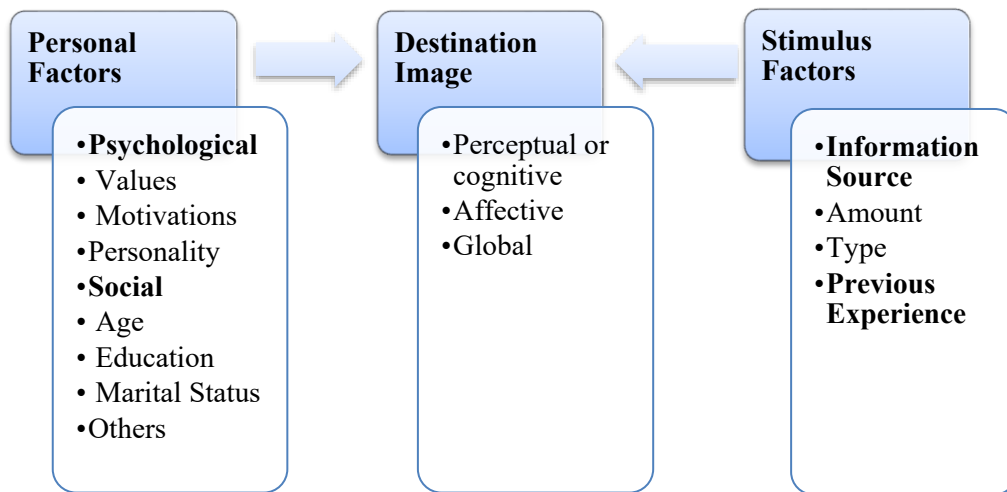 Personal
Factors
•Psychological
• Values
• Motivations
•Personality
•Social
• Age
• Education
• Marital Status
•Others
Destination
Image
•Perceptual or
cognitive
•Affective
•Global
Stimulus
Factors
•Information
Source
•Amount
•Type
•Previous
Experience